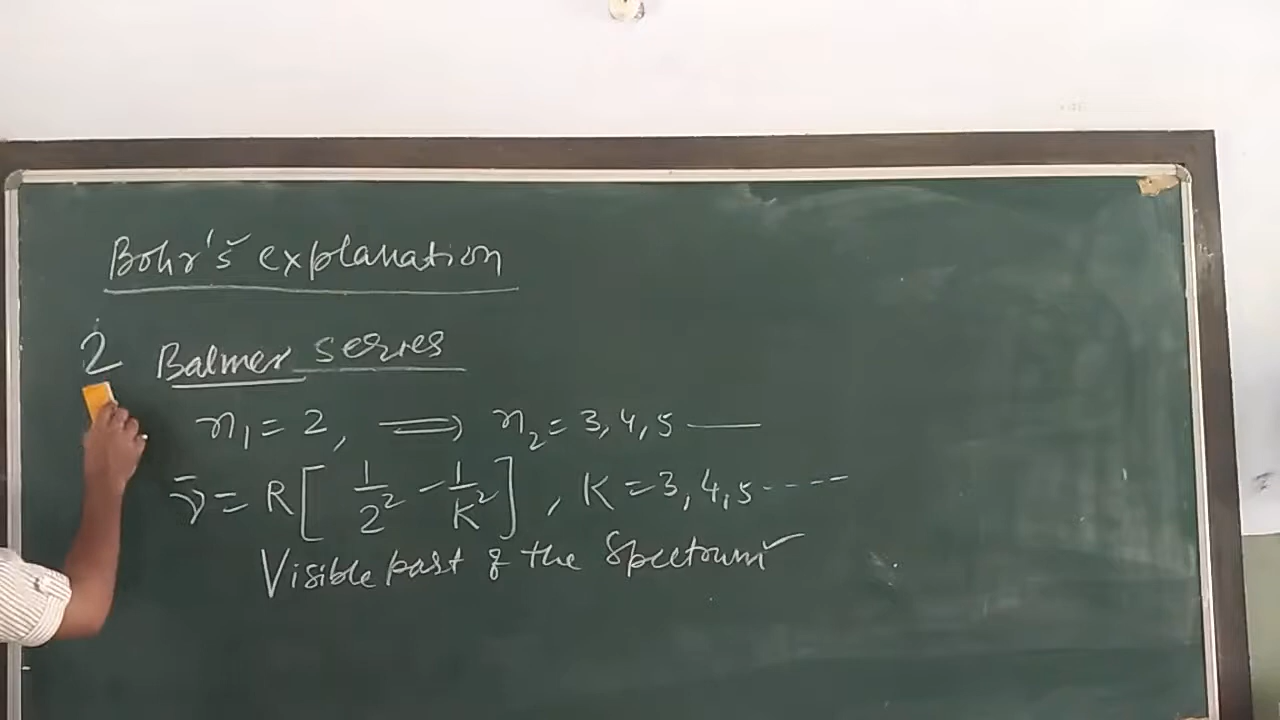 Bohr's explanation
2 Balmer series
n₁ = 2, ⟹ n₂ = 3, 4, 5 ——
ν̄ = R[1/2² - 1/K²], K = 3, 4, 5 ----
Visible part of the Spectrum